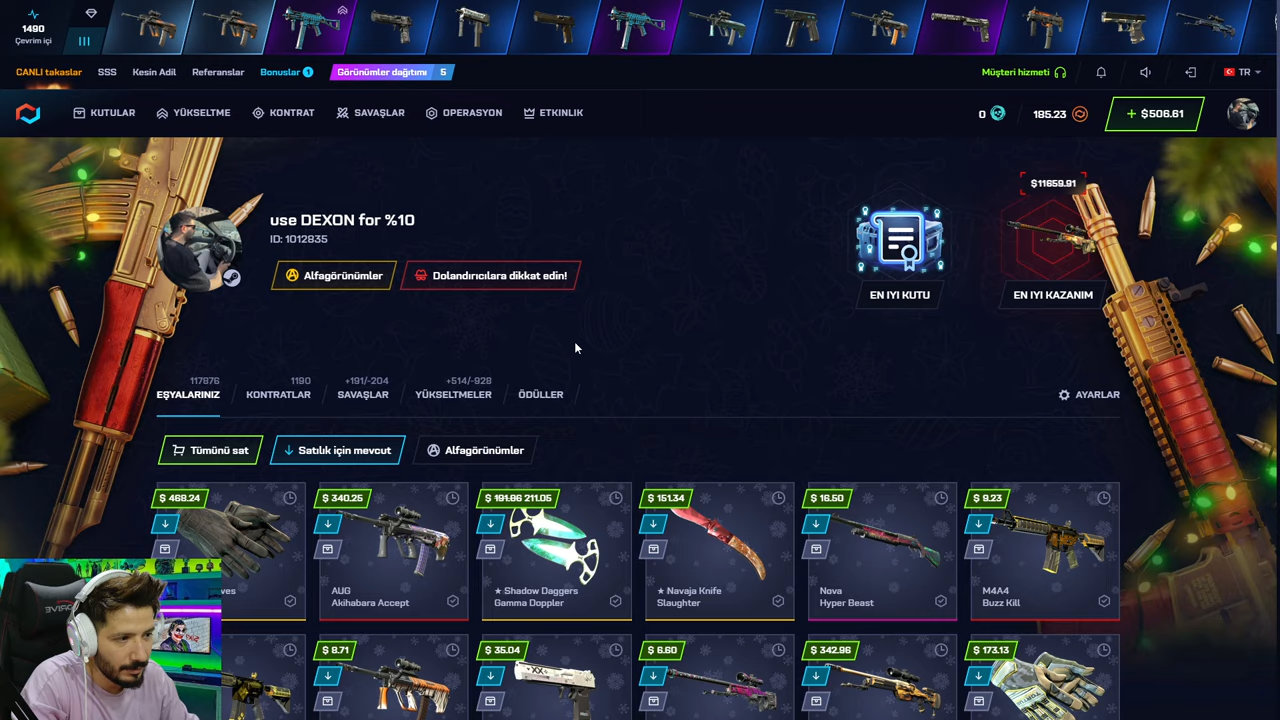 1490
Çevrim içi
CANLI takaslar
SSS
Kesin Adil
Referanslar
Bonuslar 1
Görünümler dağıtımı 5
Müşteri hizmeti
TR
KUTULAR
YÜKSELTME
KONTRAT
SAVAŞLAR
OPERASYON
ETKINLIK
0
185.23
+ $506.61
use DEXON for %10
ID: 1012835
Alfagörünümler
Dolandırıcılara dikkat edin!
$11659.91
EN IYI KUTU
EN IYI KAZANIM
117876
EŞYALARINIZ
1190
KONTRATLAR
+191/-204
SAVAŞLAR
+514/-928
YÜKSELTMELER
ÖDÜLLER
AYARLAR
Tümünü sat
Satılık için mevcut
Alfagörünümler
$ 468.24
$ 340.25
$ 191.86 211.05
$ 151.34
$ 16.50
$ 9.23
ves
AUG
Akihabara Accept
★ Shadow Daggers
Gamma Doppler
★ Navaja Knife
Slaughter
Nova
Hyper Beast
M4A4
Buzz Kill
$ 8.71
$ 35.04
$ 6.60
$ 342.96
$ 173.13